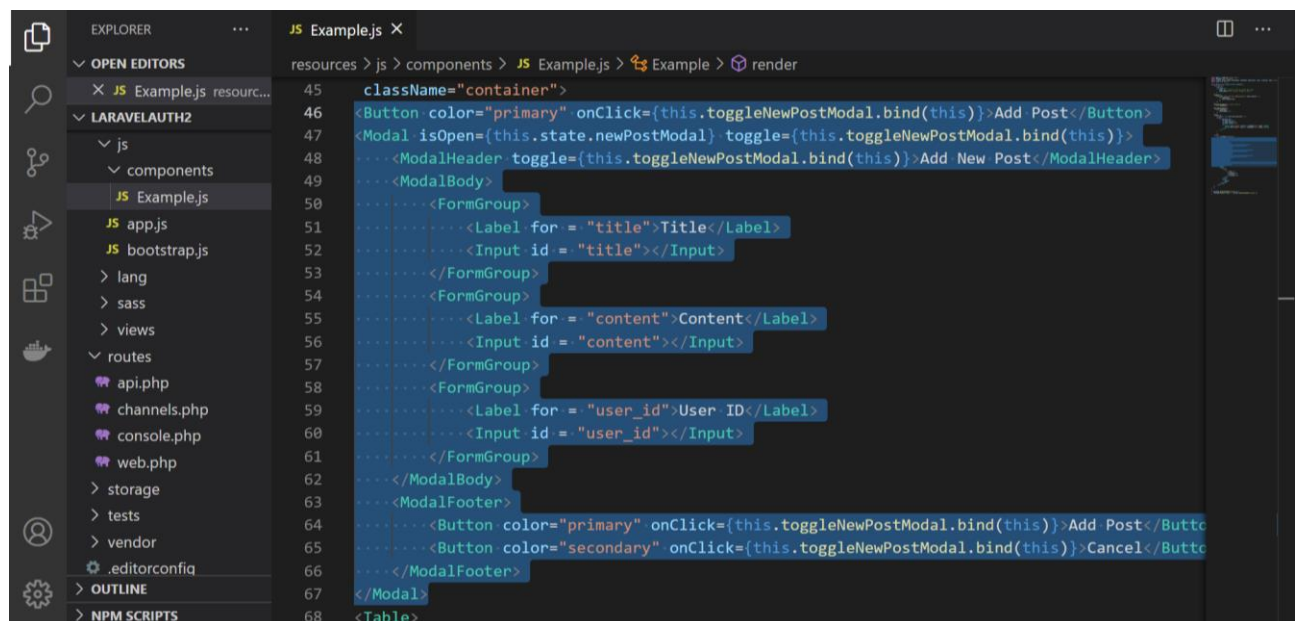 EXPLORER ...
OPEN EDITORS
JS Example.js resourc...
LARAVELAUTH2
js
components
JS Example.js
JS app.js
JS bootstrap.js
lang
sass
views
routes
api.php
channels.php
console.php
web.php
storage
tests
vendor
.editorconfig
OUTLINE
NPM SCRIPTS
JS Example.js
resources > js > components > JS Example.js > Example > render
45 className="container">
46 <Button color="primary" onClick={this.toggleNewPostModal.bind(this)}>Add Post</Button>
47 <Modal isOpen={this.state.newPostModal} toggle={this.toggleNewPostModal.bind(this)}>
48 <ModalHeader toggle={this.toggleNewPostModal.bind(this)}>Add New Post</ModalHeader>
49 <ModalBody>
50 <FormGroup>
51 <Label for = "title">Title</Label>
52 <Input id = "title"></Input>
53 </FormGroup>
54 <FormGroup>
55 <Label for = "content">Content</Label>
56 <Input id = "content"></Input>
57 </FormGroup>
58 <FormGroup>
59 <Label for = "user_id">User ID</Label>
60 <Input id = "user_id"></Input>
61 </FormGroup>
62 </ModalBody>
63 <ModalFooter>
64 <Button color="primary" onClick={this.toggleNewPostModal.bind(this)}>Add Post</Butto
65 <Button color="secondary" onClick={this.toggleNewPostModal.bind(this)}>Cancel</Butto
66 </ModalFooter>
67 </Modal>
68 <Table>